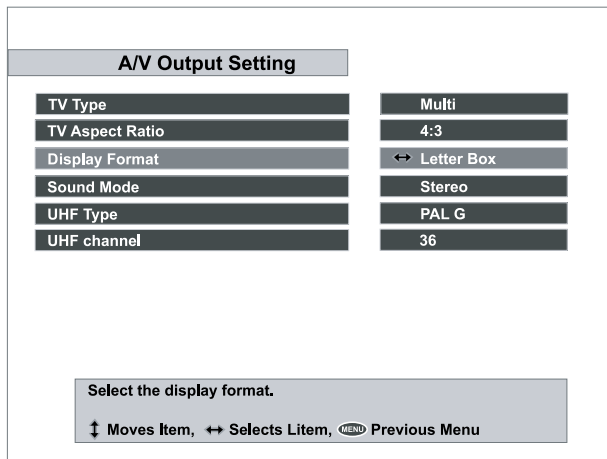 A/V Output Setting
TV Type Multi
TV Aspect Ratio 4:3
Display Format ↔ Letter Box
Sound Mode Stereo
UHF Type PAL G
UHF channel 36
Select the display format.
↕ Moves Item, ↔ Selects Litem, MENU Previous Menu